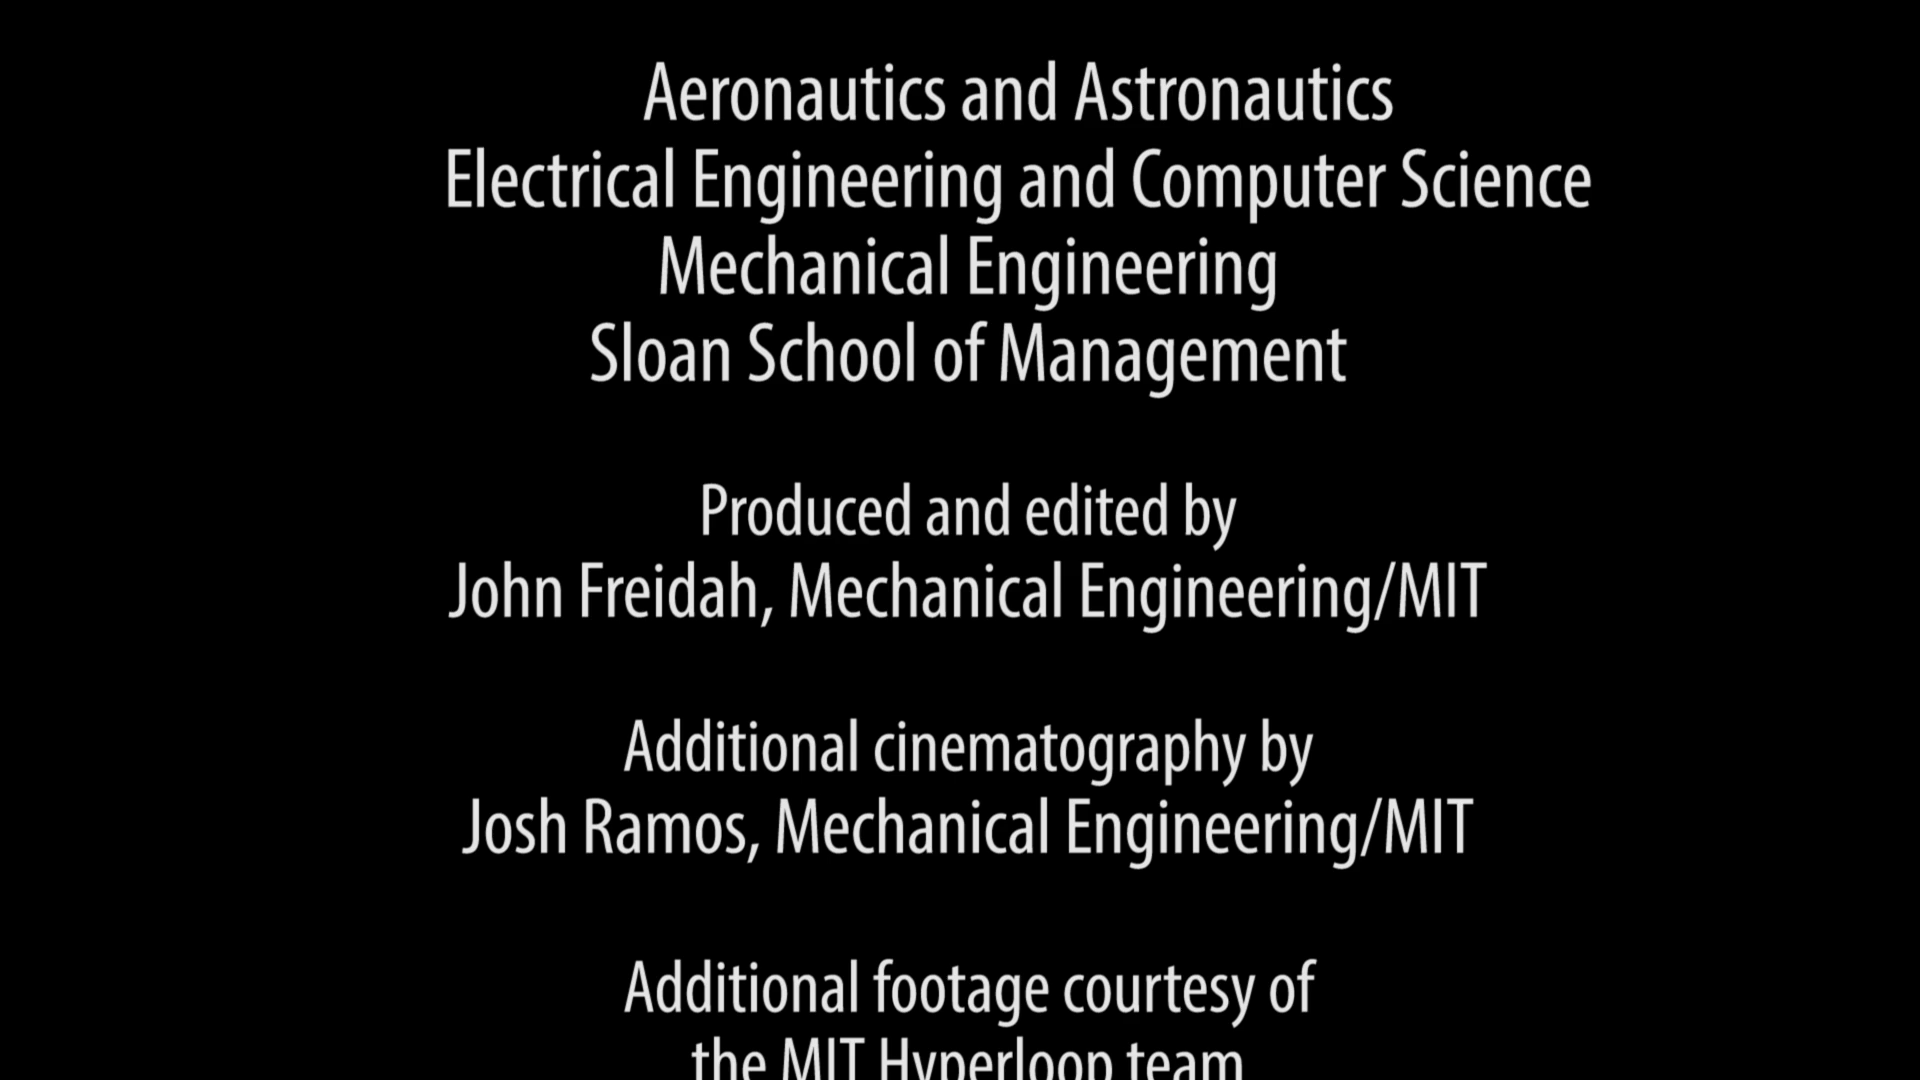 Aeronautics and Astronautics
Electrical Engineering and Computer Science
Mechanical Engineering
Sloan School of Management
Produced and edited by
John Freidah, Mechanical Engineering/MIT
Additional cinematography by
Josh Ramos, Mechanical Engineering/MIT
Additional footage courtesy of
the MIT Hyperloop team